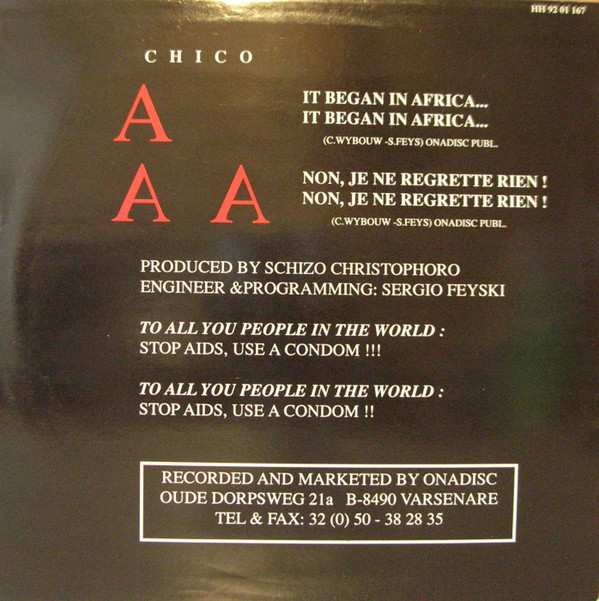 HH 92 01 167
CHICO
A
IT BEGAN IN AFRICA...
IT BEGAN IN AFRICA...
(C.WYBOUW -S.FEYS) ONADISC PUBL.
A A
NON, JE NE REGRETTE RIEN !
NON, JE NE REGRETTE RIEN !
(C.WYBOUW -S.FEYS) ONADISC PUBL.
PRODUCED BY SCHIZO CHRISTOPHORO
ENGINEER &PROGRAMMING: SERGIO FEYSKI
TO ALL YOU PEOPLE IN THE WORLD :
STOP AIDS, USE A CONDOM !!!
TO ALL YOU PEOPLE IN THE WORLD :
STOP AIDS, USE A CONDOM !!
RECORDED AND MARKETED BY ONADISC
OUDE DORPSWEG 21a B-8490 VARSENARE
TEL & FAX: 32 (0) 50 - 38 28 35